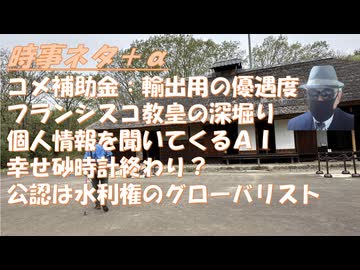 時事ネタ+α
コメ補助金:輸出用の優遇度
フランシスコ教皇の深堀り
個人情報を聞いてくるAI
幸せ砂時計終わり?
公認は水利権のグローバリスト